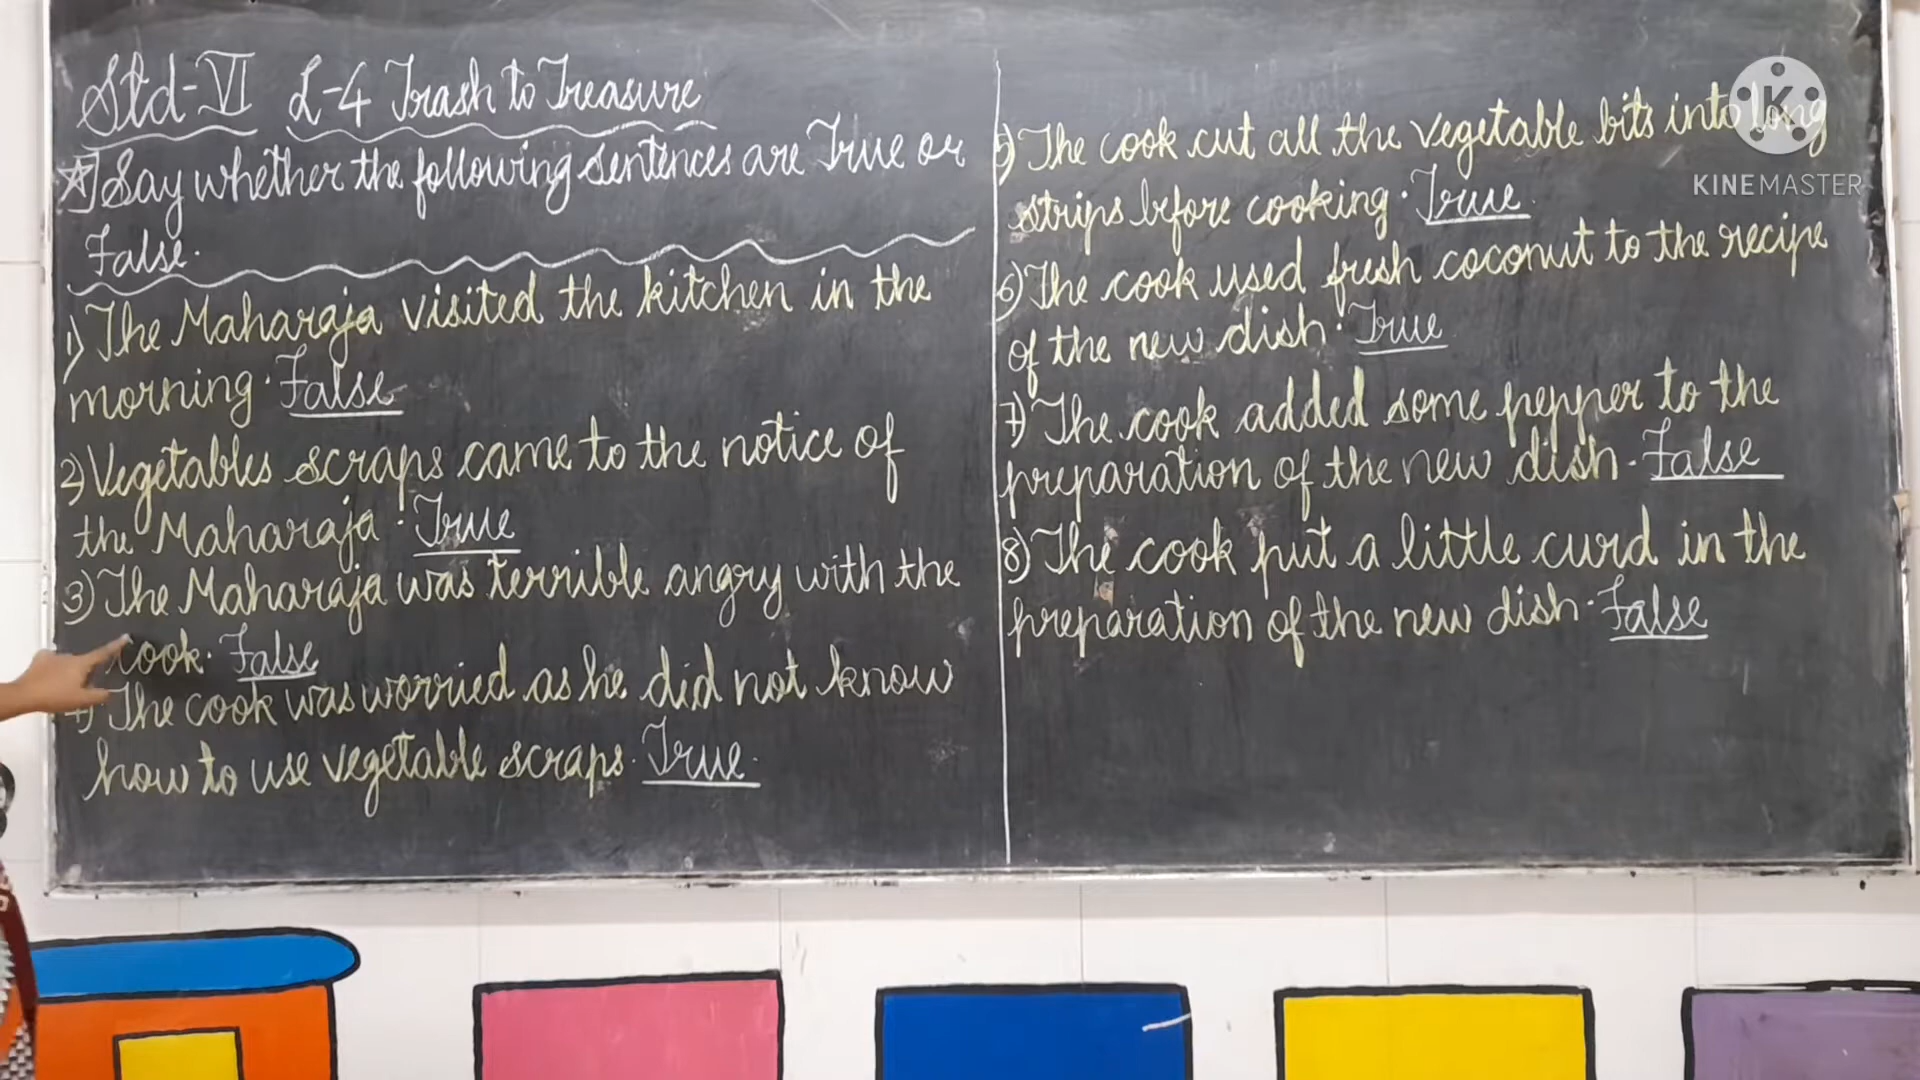 Std-VI L-4 Trash to Treasure
☆] Say whether the following sentences are True or
False.
1) The Maharaja visited the kitchen in the
morning. False
2) Vegetables scraps came to the notice of
the Maharaja. True
3) The Maharaja was terrible angry with the
cook. False
4) The cook was worried as he did not know
how to use vegetable scraps. True.
5) The cook cut all the vegetable bits into long
strips before cooking. True
6) The cook used fresh coconut to the recipe
of the new dish. True
7) The cook added some pepper to the
preparation of the new dish. False
8) The cook put a little curd in the
preparation of the new dish. False
K
KINEMASTER